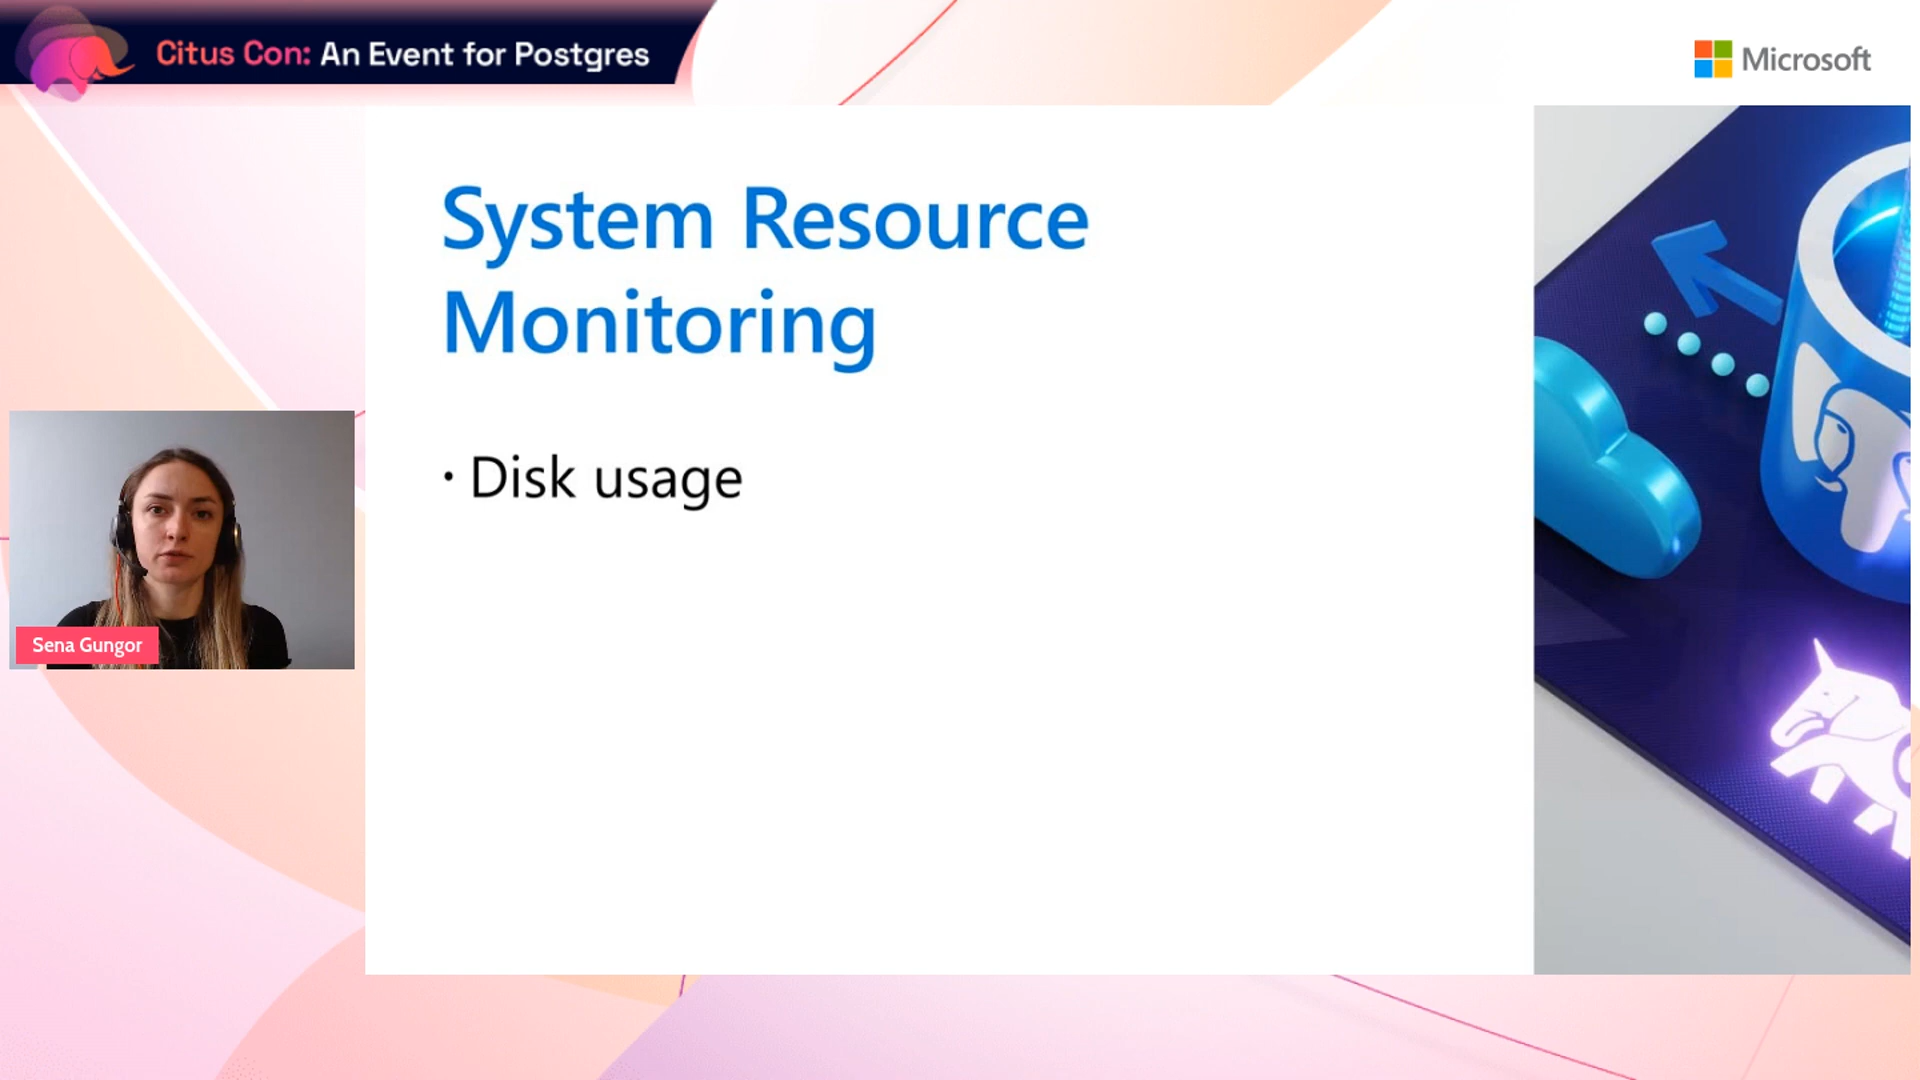 Citus Con: An Event for Postgres
Microsoft
System Resource
Monitoring
· Disk usage
Sena Gungor